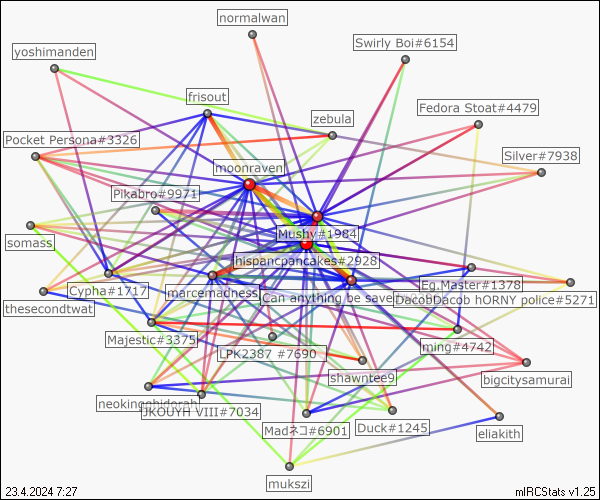 normalwan
yoshimanden
Swirly Boi#6154
frisout
Fedora Stoat#4479
zebula
Pocket Persona#3326
Silver#7938
moonraven
Pikabro#9971
Mushy#1984
somass
hispancpancakes#2928
Cypha#1717
marcemadness
Can anything be save
Eg.Master#1378
DacobDacob hORNY police#5271
thesecondtwat
Majestic#3375
ming#4742
LPK2387 #7690
shawntee9
bigcitysamurai
neokingghidorah
JKOUYH VIII#7034
Madネコ#6901
Duck#1245
eliakith
mukszi
23.4.2024 7:27
mIRCStats v1.25